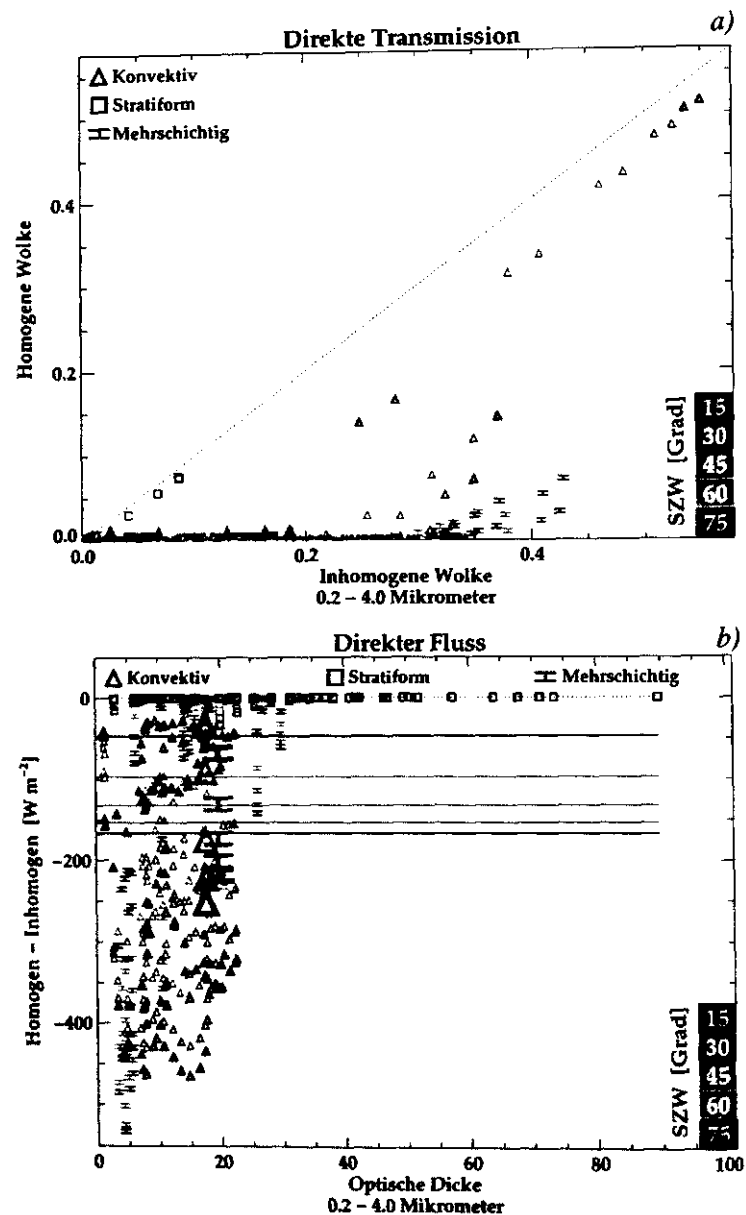 a)
Direkte Transmission
Konvektiv
Stratiform
Mehrschichtig
Homogene Wolke
0.4
0.2
0.0
0.0 0.2 0.4
Inhomogene Wolke
0.2 – 4.0 Mikrometer
SZW [Grad]
15
30
45
60
75
b)
Direkter Fluss
Konvektiv Stratiform Mehrschichtig
Homogen – Inhomogen [W m⁻²]
0
-200
-400
0 20 40 60 80 100
Optische Dicke
0.2 – 4.0 Mikrometer
SZW [Grad]
15
30
45
60
75